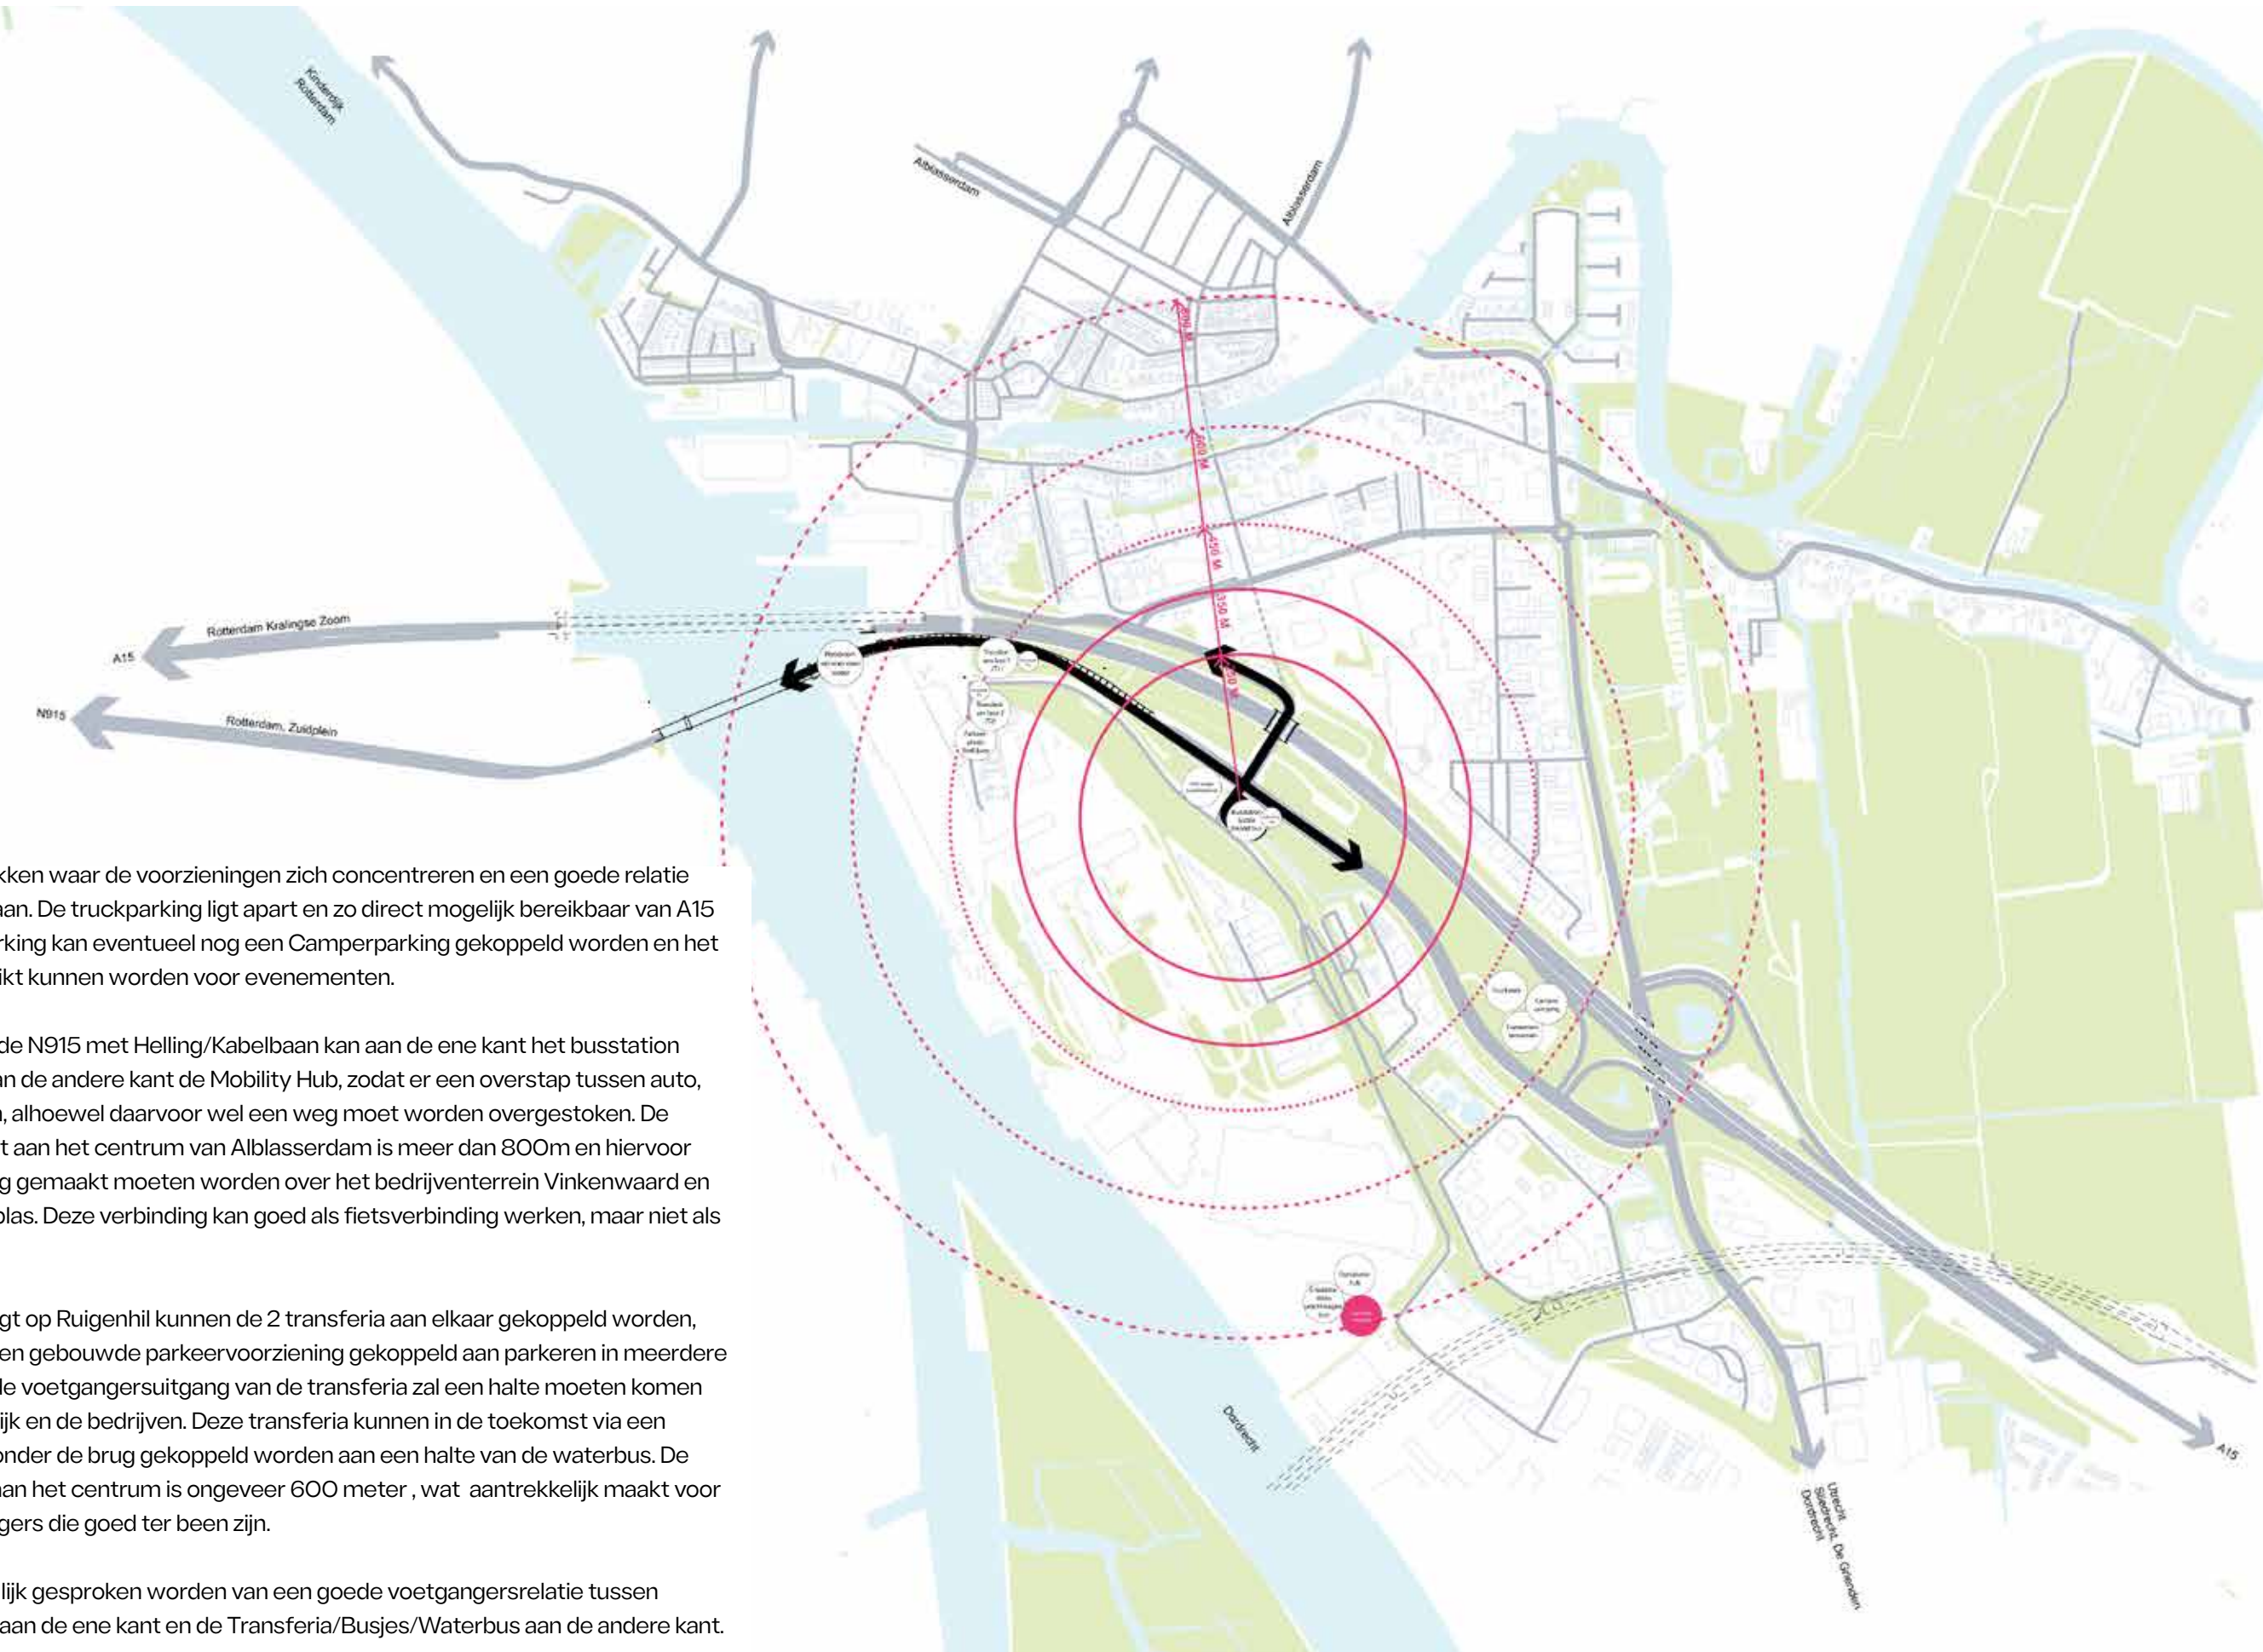 Kinderdijk
Rotterdam
Alblasserdam
Alblasserdam
800 M
600 M
450 M
350 M
250 M
Rotterdam Kralingse Zoom
A15
N915
Rotterdam, Zuidplein
kken waar de voorzieningen zich concentreren en een goede relatie
aan. De truckparking ligt apart en zo direct mogelijk bereikbaar van A15
rking kan eventueel nog een Camperparking gekoppeld worden en het
ikt kunnen worden voor evenementen.
de N915 met Helling/Kabelbaan kan aan de ene kant het busstation
an de andere kant de Mobility Hub, zodat er een overstap tussen auto,
, alhoewel daarvoor wel een weg moet worden overgestoken. De
t aan het centrum van Alblasserdam is meer dan 800m en hiervoor
g gemaakt moeten worden over het bedrijventerrein Vinkenwaard en
plas. Deze verbinding kan goed als fietsverbinding werken, maar niet als
gt op Ruigenhil kunnen de 2 transferia aan elkaar gekoppeld worden,
en gebouwde parkeervoorziening gekoppeld aan parkeren in meerdere
de voetgangersuitgang van de transferia zal een halte moeten komen
ijk en de bedrijven. Deze transferia kunnen in de toekomst via een
onder de brug gekoppeld worden aan een halte van de waterbus. De
aan het centrum is ongeveer 600 meter , wat aantrekkelijk maakt voor
gers die goed ter been zijn.
lijk gesproken worden van een goede voetgangersrelatie tussen
aan de ene kant en de Transferia/Busjes/Waterbus aan de andere kant.
Dordrecht
A15
Utrecht
Sliedrecht, De Grienden
Dordrecht